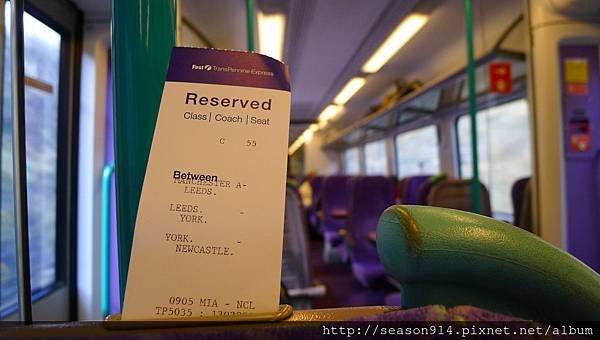 First TransPennine Express
Reserved
Class | Coach | Seat
C 55
Between
MANCHESTER A-
LEEDS.
LEEDS. -
YORK.
YORK. -
NEWCASTLE.
0905 MIA - NCL
TP5035 :
http://season914.pixnet.net/album